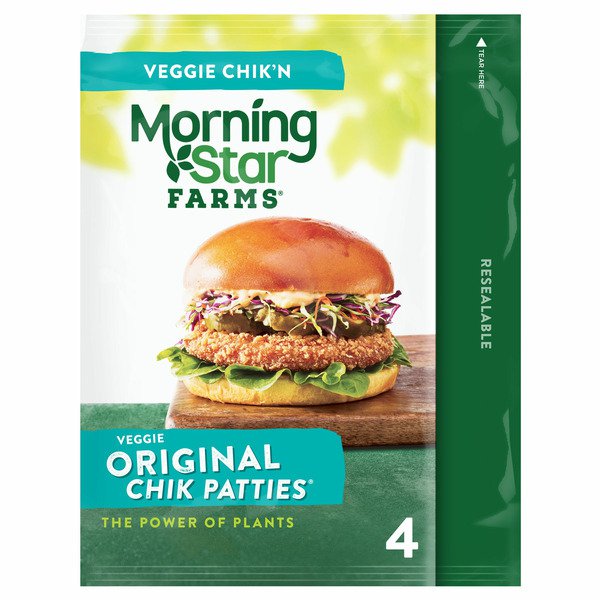 VEGGIE CHIK'N
Morning
Star
FARMS®
VEGGIE
ORIGINAL
CHIK PATTIES®
THE POWER OF PLANTS
4
TEAR HERE
RESEALABLE